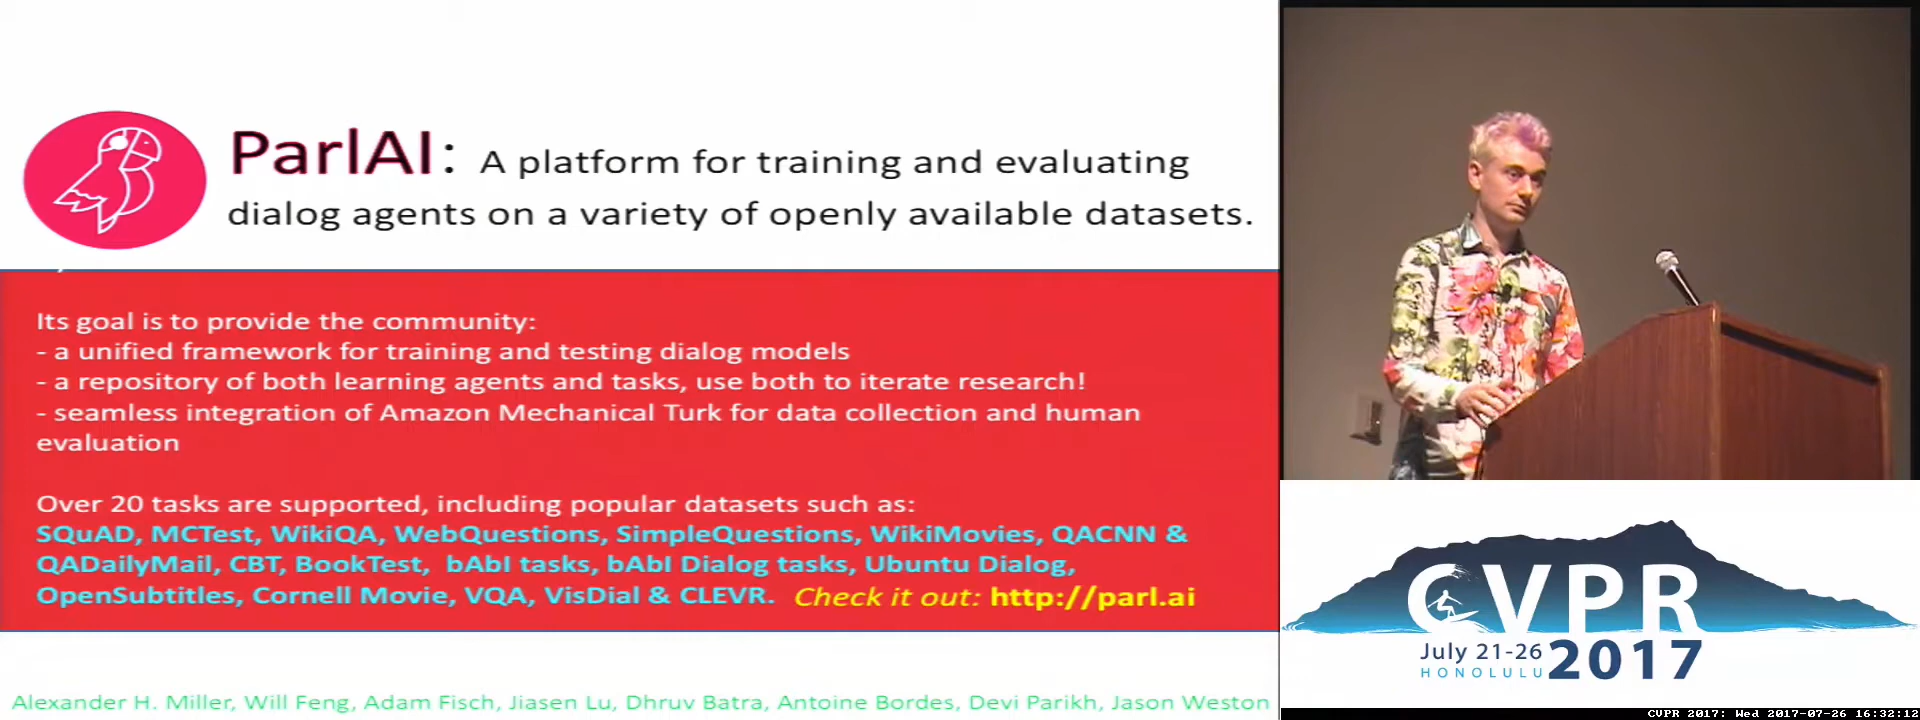 ParlAI: A platform for training and evaluating
dialog agents on a variety of openly available datasets.
Its goal is to provide the community:
- a unified framework for training and testing dialog models
- a repository of both learning agents and tasks, use both to iterate research!
- seamless integration of Amazon Mechanical Turk for data collection and human
evaluation
Over 20 tasks are supported, including popular datasets such as:
SQuAD, MCTest, WikiQA, WebQuestions, SimpleQuestions, WikiMovies, QACNN &
QADailyMail, CBT, BookTest, bAbI tasks, bAbI Dialog tasks, Ubuntu Dialog,
OpenSubtitles, Cornell Movie, VQA, VisDial & CLEVR. Check it out: http://parl.ai
Alexander H. Miller, Will Feng, Adam Fisch, Jiasen Lu, Dhruv Batra, Antoine Bordes, Devi Parikh, Jason Weston
CVPR
July 21-26
HONOLULU
2017
CVPR 2017: Wed 2017-07-26 16:32:12